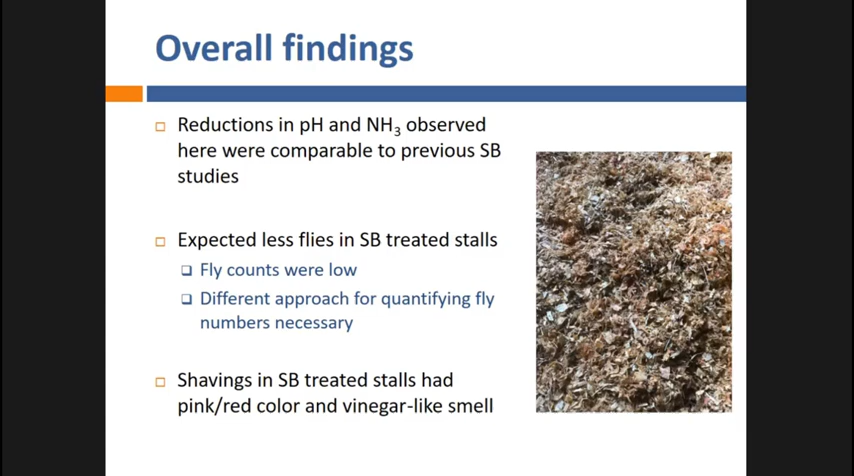 Overall findings
Reductions in pH and NH₃ observed
here were comparable to previous SB
studies
Expected less flies in SB treated stalls
Fly counts were low
Different approach for quantifying fly
numbers necessary
Shavings in SB treated stalls had
pink/red color and vinegar-like smell